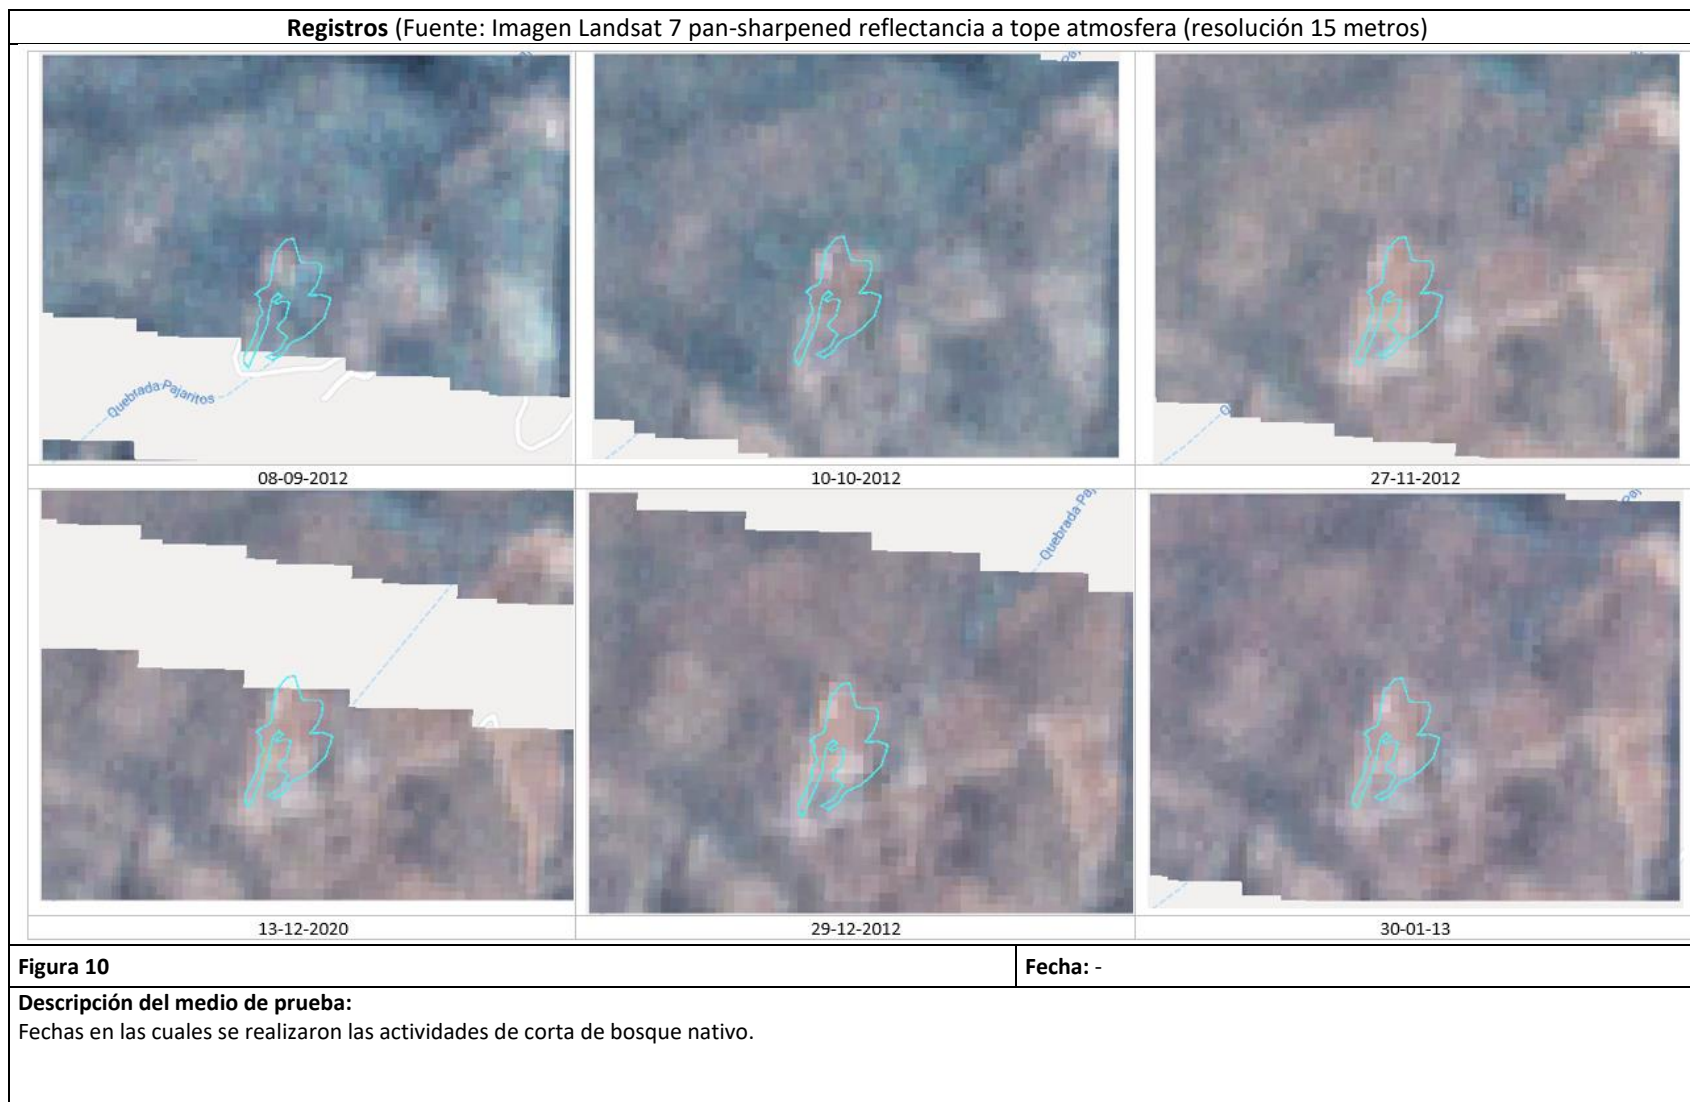 Registros (Fuente: Imagen Landsat 7 pan-sharpened reflectancia a tope atmosfera (resolución 15 metros)
Quebrada Pajaritos
08-09-2012
10-10-2012
27-11-2012
Quebrada Pa
13-12-2020
29-12-2012
30-01-13
Figura 10
Fecha: -
Descripción del medio de prueba:
Fechas en las cuales se realizaron las actividades de corta de bosque nativo.